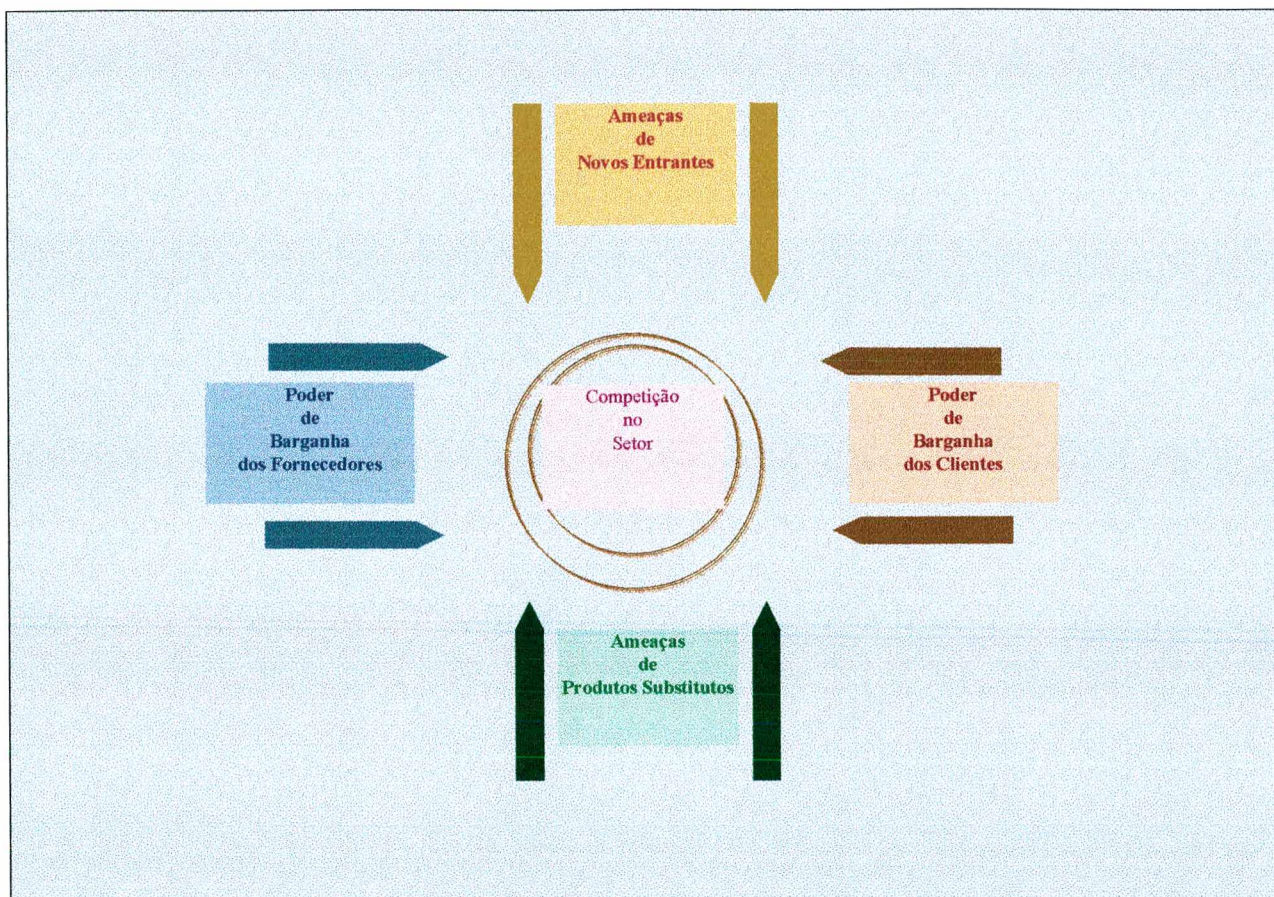 Ameaças
de
Novos Entrantes
Poder
de
Barganha
dos Fornecedores
Competição
no
Setor
Poder
de
Barganha
dos Clientes
Ameaças
de
Produtos Substitutos